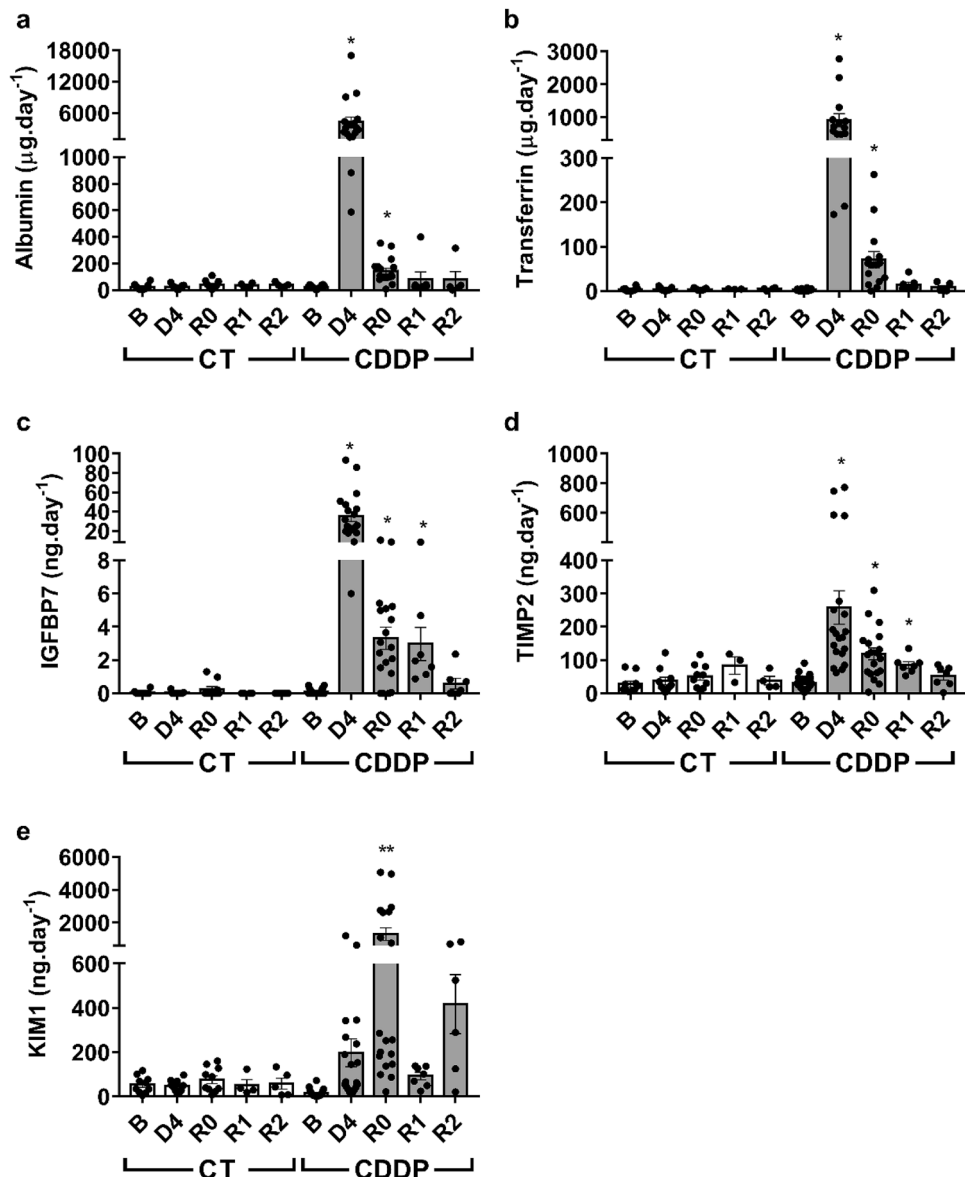 a
Albumin (µg.day⁻¹)
18000
12000
6000
1000
800
600
400
200
0
*
*
B D4 R0 R1 R2 B D4 R0 R1 R2
CT CDDP
b
Transferrin (µg.day⁻¹)
3000
2000
1000
300
200
100
0
*
*
B D4 R0 R1 R2 B D4 R0 R1 R2
CT CDDP
c
IGFBP7 (ng.day⁻¹)
100
80
60
40
20
8
6
4
2
0
*
*
*
B D4 R0 R1 R2 B D4 R0 R1 R2
CT CDDP
d
TIMP2 (ng.day⁻¹)
1000
800
600
400
300
200
100
0
*
*
*
B D4 R0 R1 R2 B D4 R0 R1 R2
CT CDDP
e
KIM1 (ng.day⁻¹)
6000
4000
2000
600
400
200
0
**
B D4 R0 R1 R2 B D4 R0 R1 R2
CT CDDP